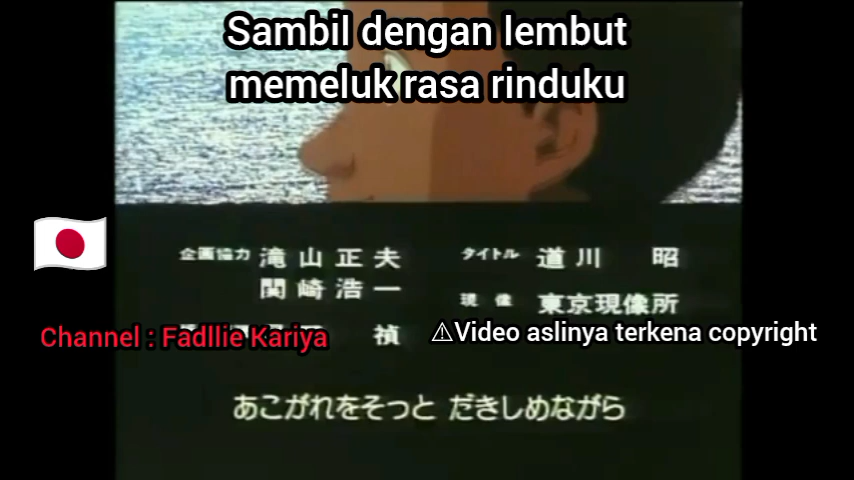 Sambil dengan lembut
memeluk rasa rinduku
企画協力 滝山正夫
関崎浩一
タイトル 道川 昭
現像 東京現像所
禎
Channel : Fadllie Kariya
⚠Video aslinya terkena copyright
あこがれをそっと だきしめながら